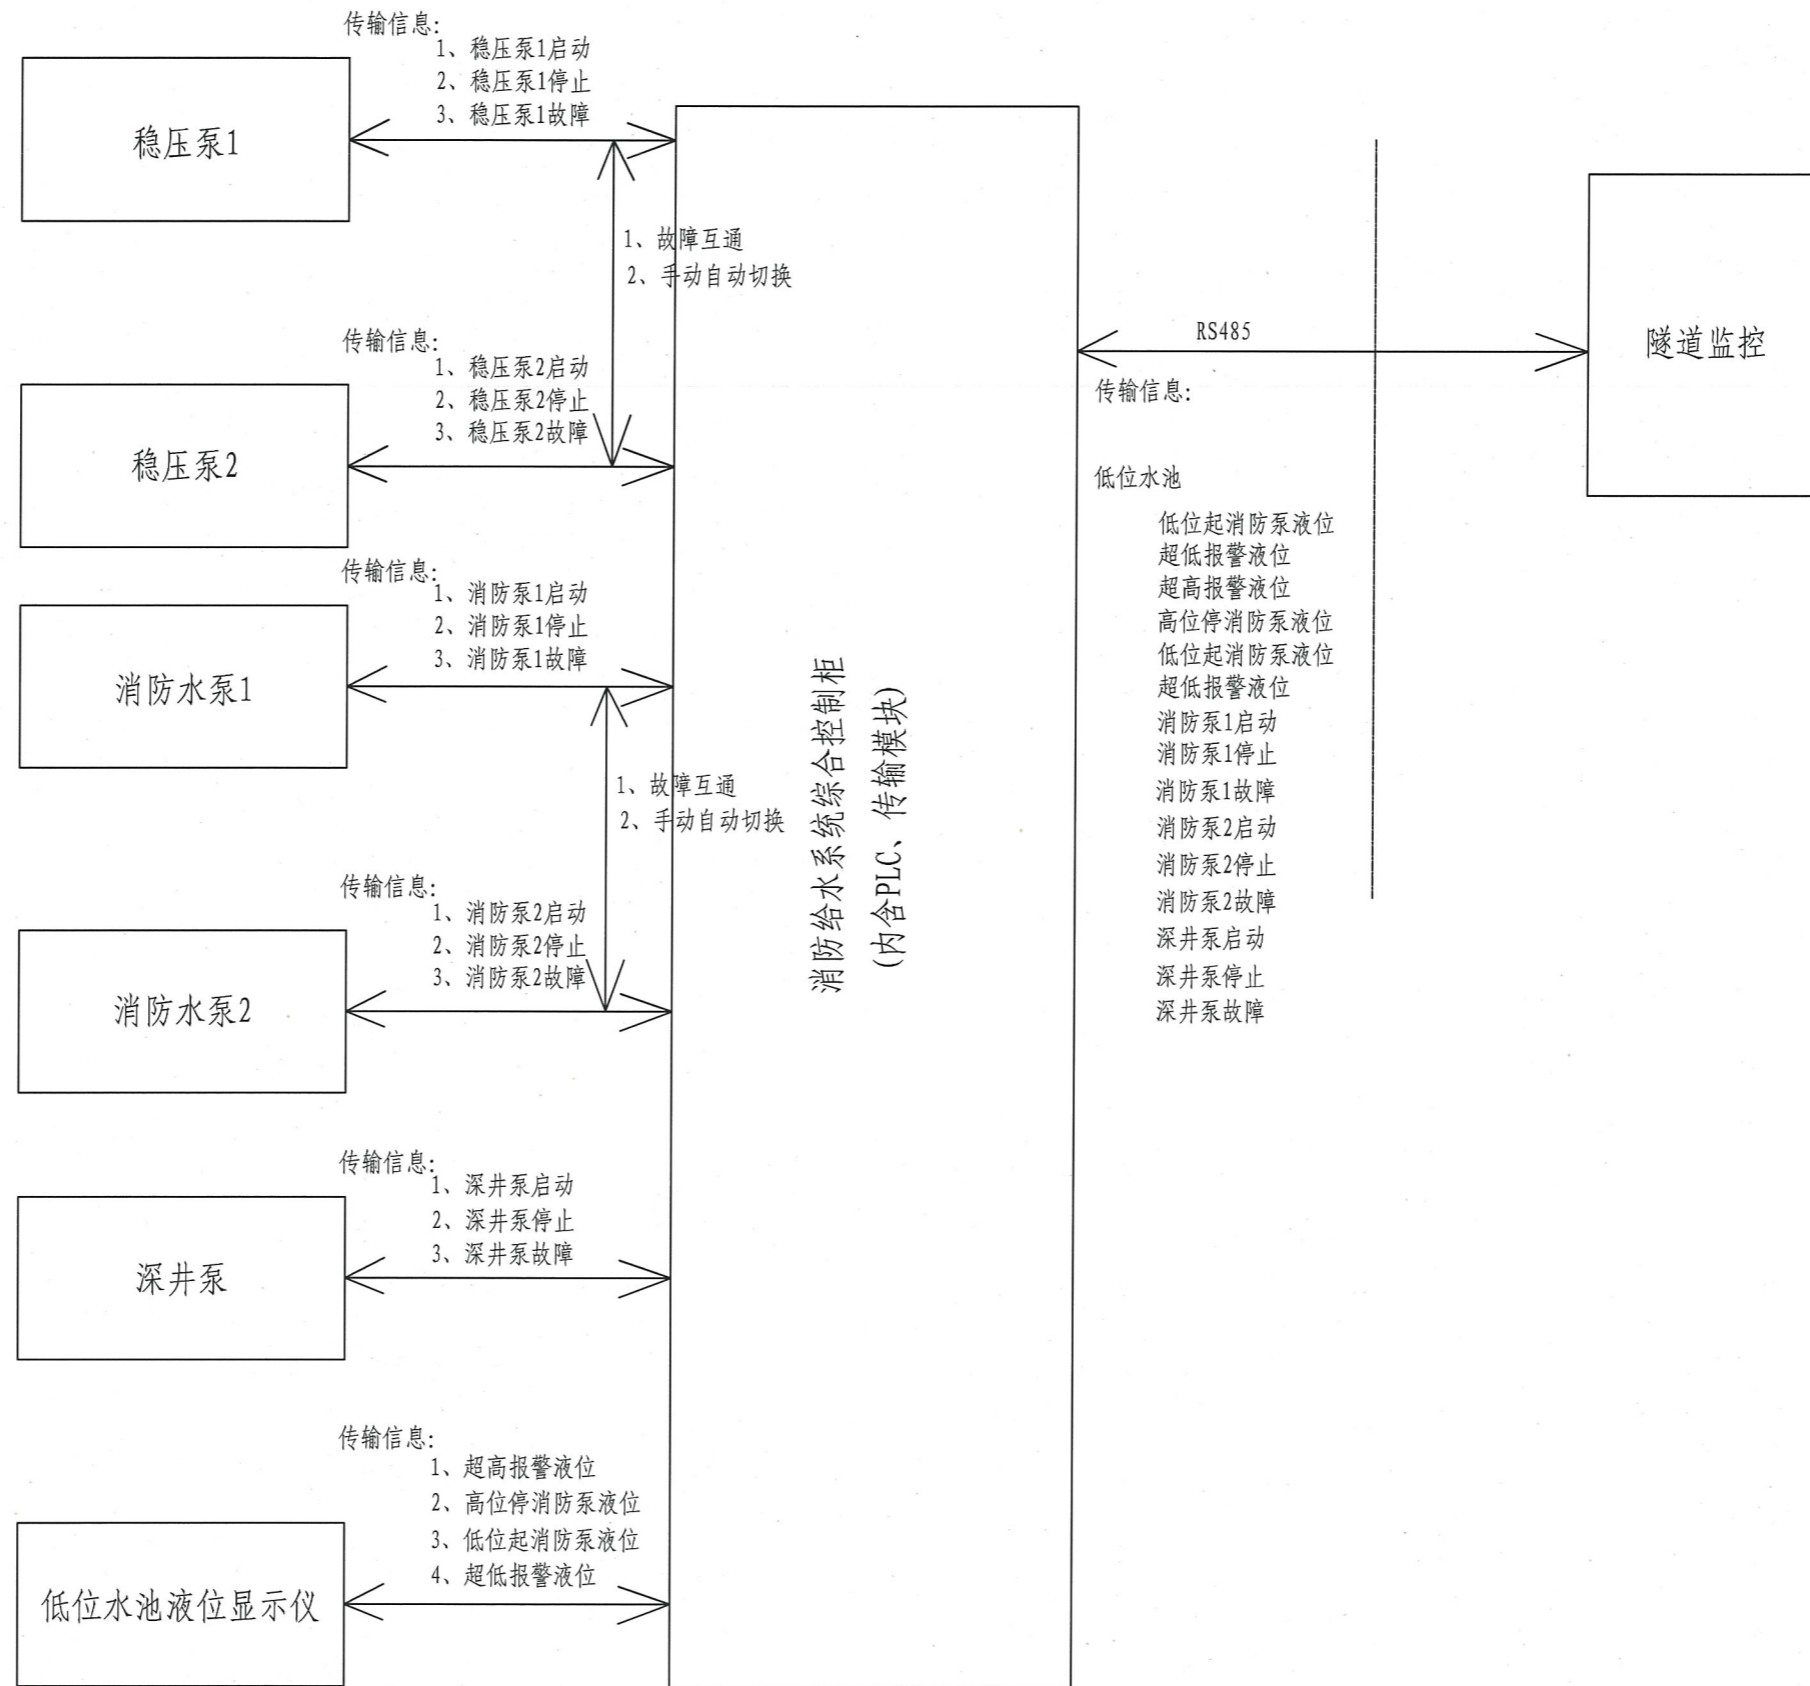 传输信息:
1、稳压泵1启动
2、稳压泵1停止
3、稳压泵1故障
稳压泵1
1、故障互通
2、手动自动切换
传输信息:
1、稳压泵2启动
2、稳压泵2停止
3、稳压泵2故障
稳压泵2
传输信息:
1、消防泵1启动
2、消防泵1停止
3、消防泵1故障
消防水泵1
1、故障互通
2、手动自动切换
传输信息:
1、消防泵2启动
2、消防泵2停止
3、消防泵2故障
消防水泵2
传输信息:
1、深井泵启动
2、深井泵停止
3、深井泵故障
深井泵
传输信息:
1、超高报警液位
2、高位停消防泵液位
3、低位起消防泵液位
4、超低报警液位
低位水池液位显示仪
消防给水系统综合控制柜
(内含PLC、传输模块)
RS485
隧道监控
传输信息:
低位水池
低位起消防泵液位
超低报警液位
超高报警液位
高位停消防泵液位
低位起消防泵液位
超低报警液位
消防泵1启动
消防泵1停止
消防泵1故障
消防泵2启动
消防泵2停止
消防泵2故障
深井泵启动
深井泵停止
深井泵故障